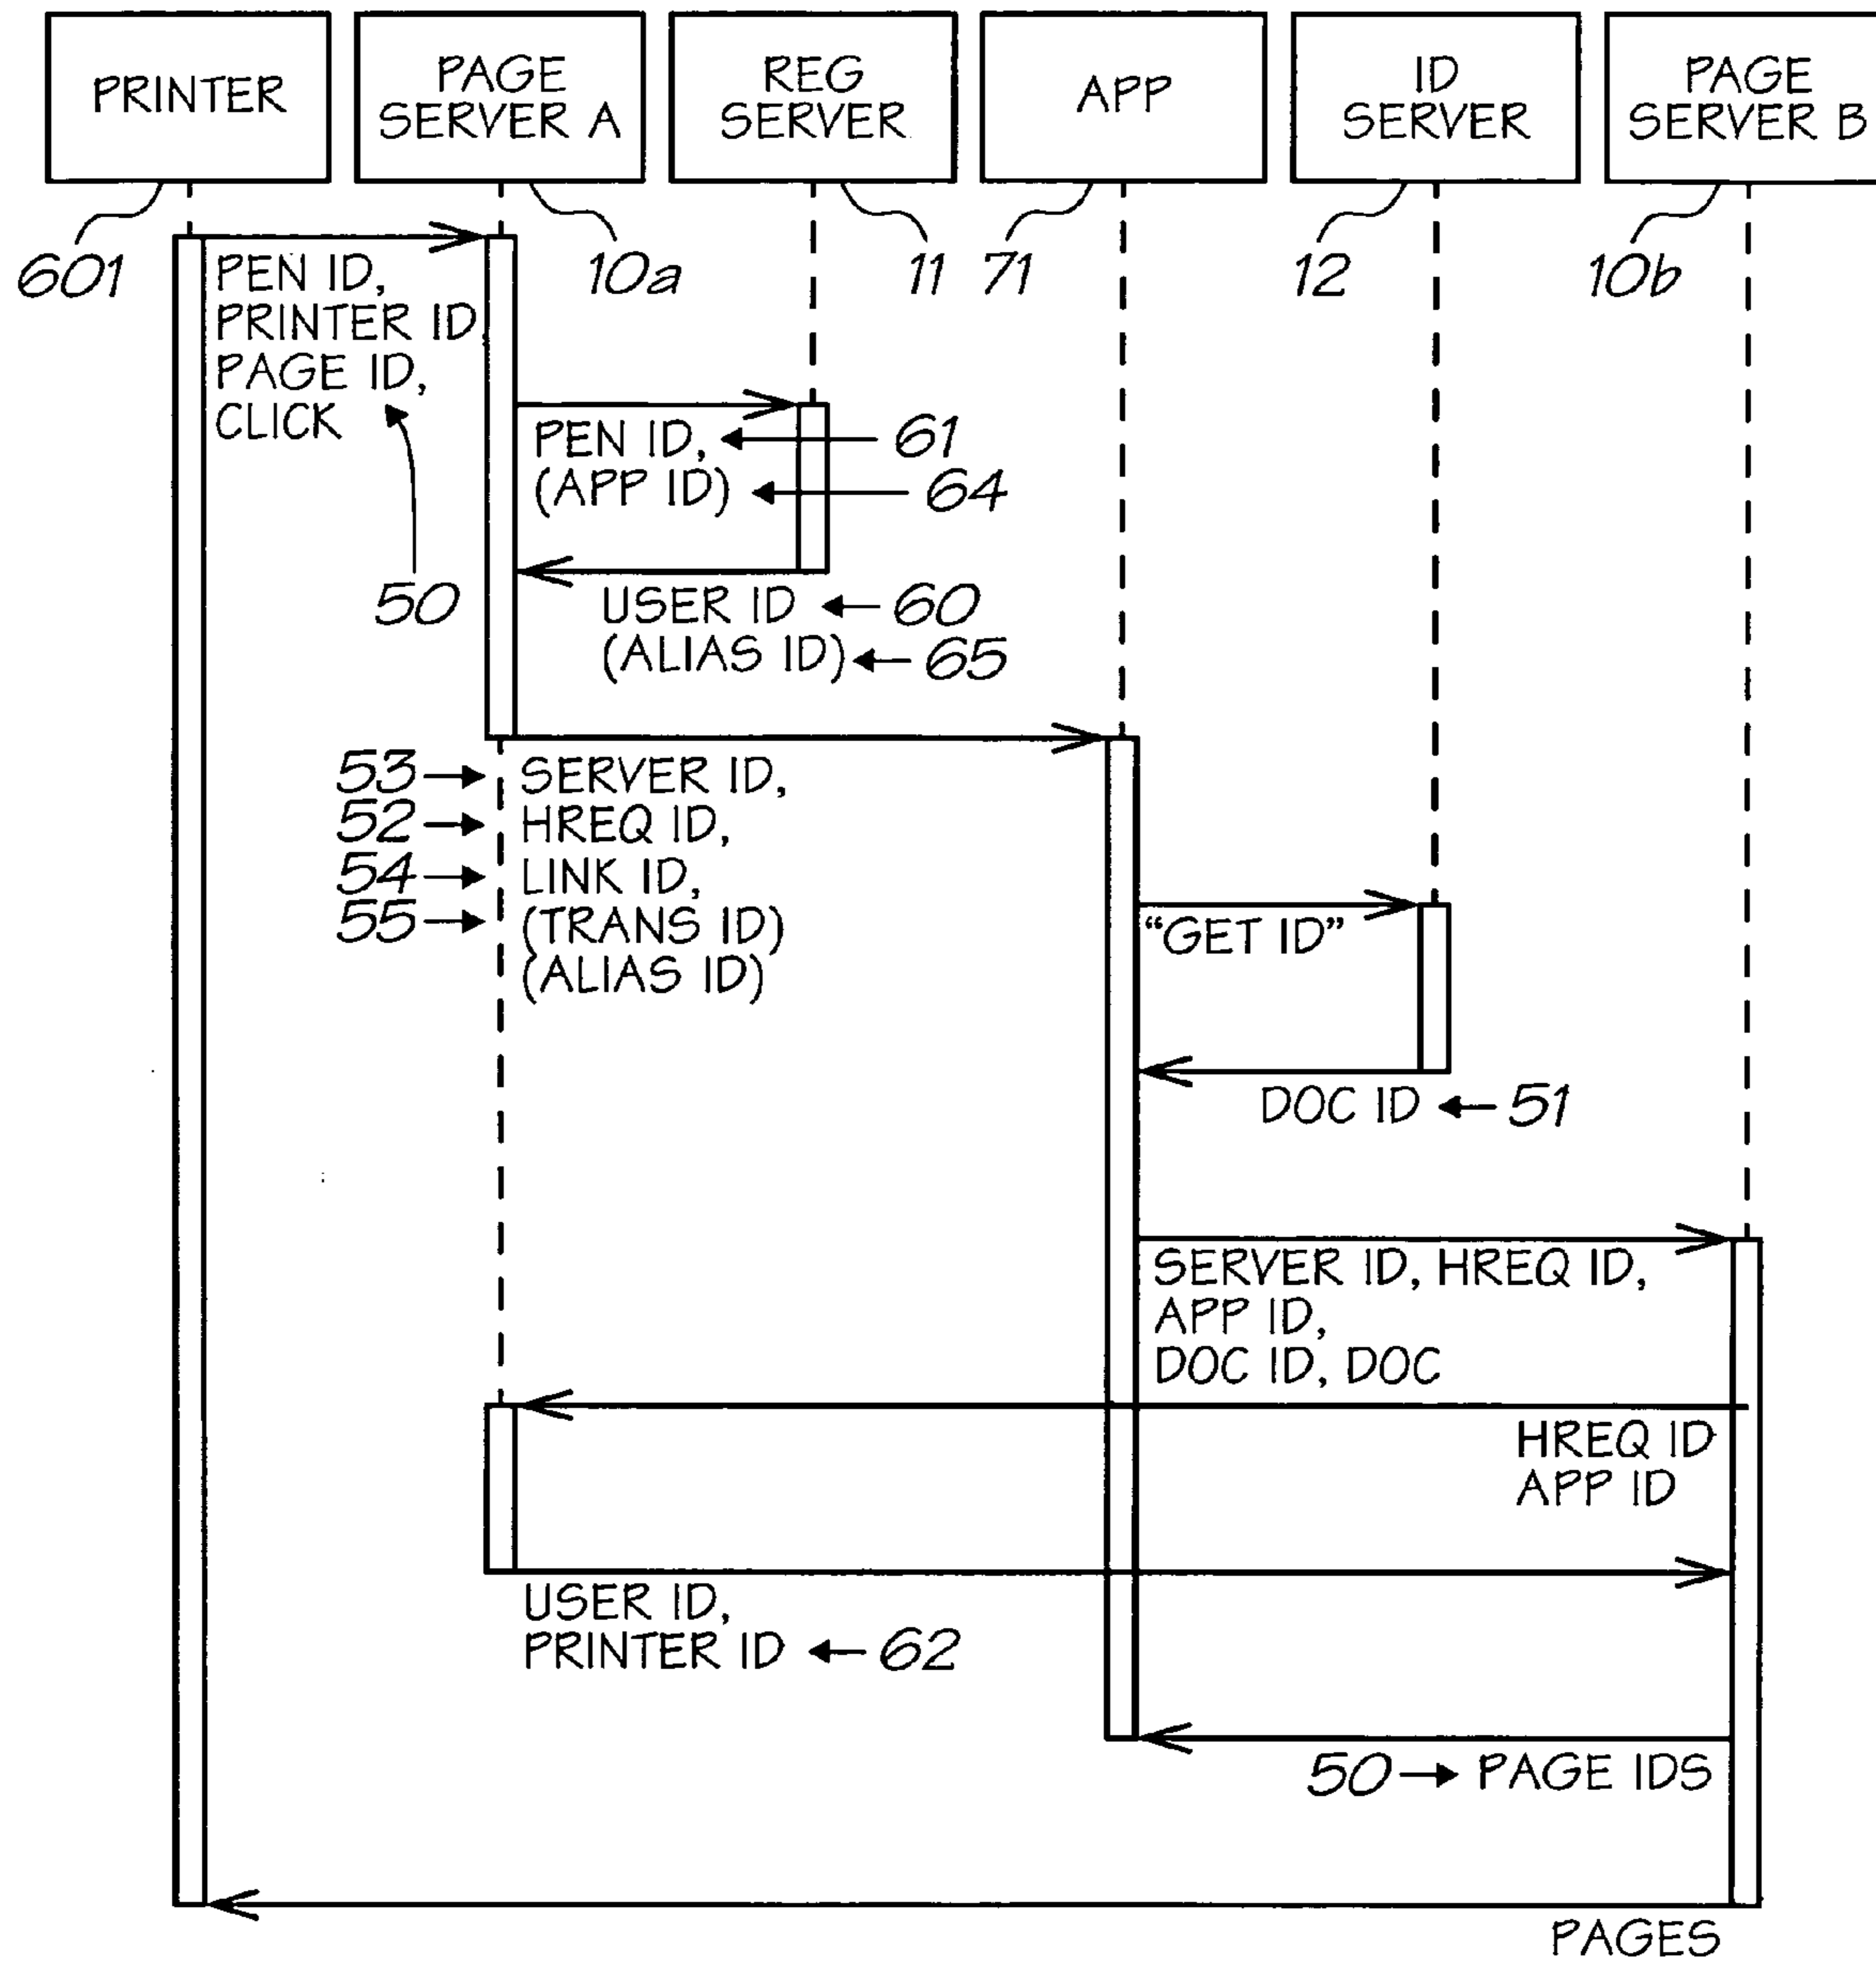 PRINTER
PAGE
SERVER A
REG
SERVER
APP
ID
SERVER
PAGE
SERVER B
601
10a
11
71
12
10b
PEN ID,
PRINTER ID
PAGE ID,
CLICK
50
PEN ID,
61
(APP ID)
64
USER ID
60
(ALIAS ID)
65
53
SERVER ID,
52
HREQ ID,
54
LINK ID,
55
(TRANS ID)
(ALIAS ID)
“GET ID”
DOC ID
51
SERVER ID, HREQ ID,
APP ID,
DOC ID, DOC
HREQ ID
APP ID
USER ID,
PRINTER ID
62
50
PAGE IDS
PAGES